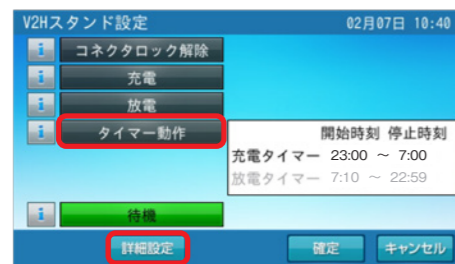 V2Hスタンド設定 02月07日 10:40
i コネクタロック解除
i 充電
i 放電
i タイマー動作
開始時刻 停止時刻
充電タイマー 23:00 ～ 7:00
放電タイマー 7:10 ～ 22:59
i 待機
詳細設定 確定 キャンセル